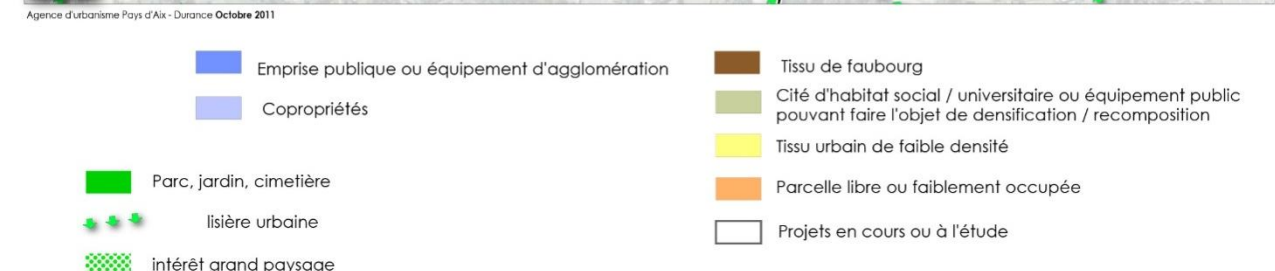 Agence d'urbanisme Pays d'Aix - Durance Octobre 2011
Emprise publique ou équipement d'agglomération
Copropriétés
Parc, jardin, cimetière
lisière urbaine
intérêt grand paysage
Tissu de faubourg
Cité d'habitat social / universitaire ou équipement public
pouvant faire l'objet de densification / recomposition
Tissu urbain de faible densité
Parcelle libre ou faiblement occupée
Projets en cours ou à l'étude